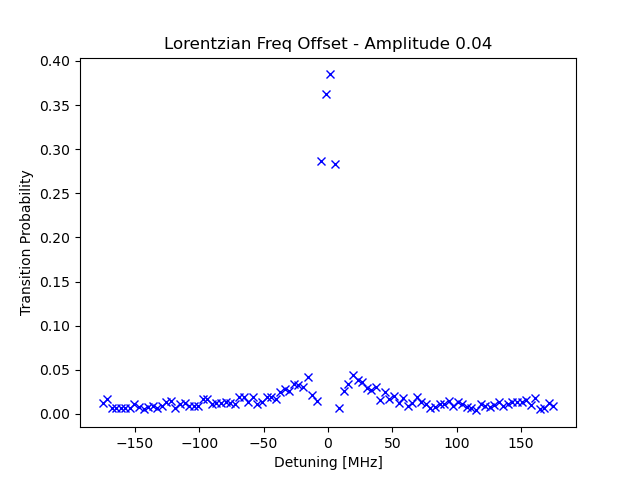 Lorentzian Freq Offset - Amplitude 0.04
Transition Probability
0.40
0.35
0.30
0.25
0.20
0.15
0.10
0.05
0.00
−150 −100 −50 0 50 100 150
Detuning [MHz]